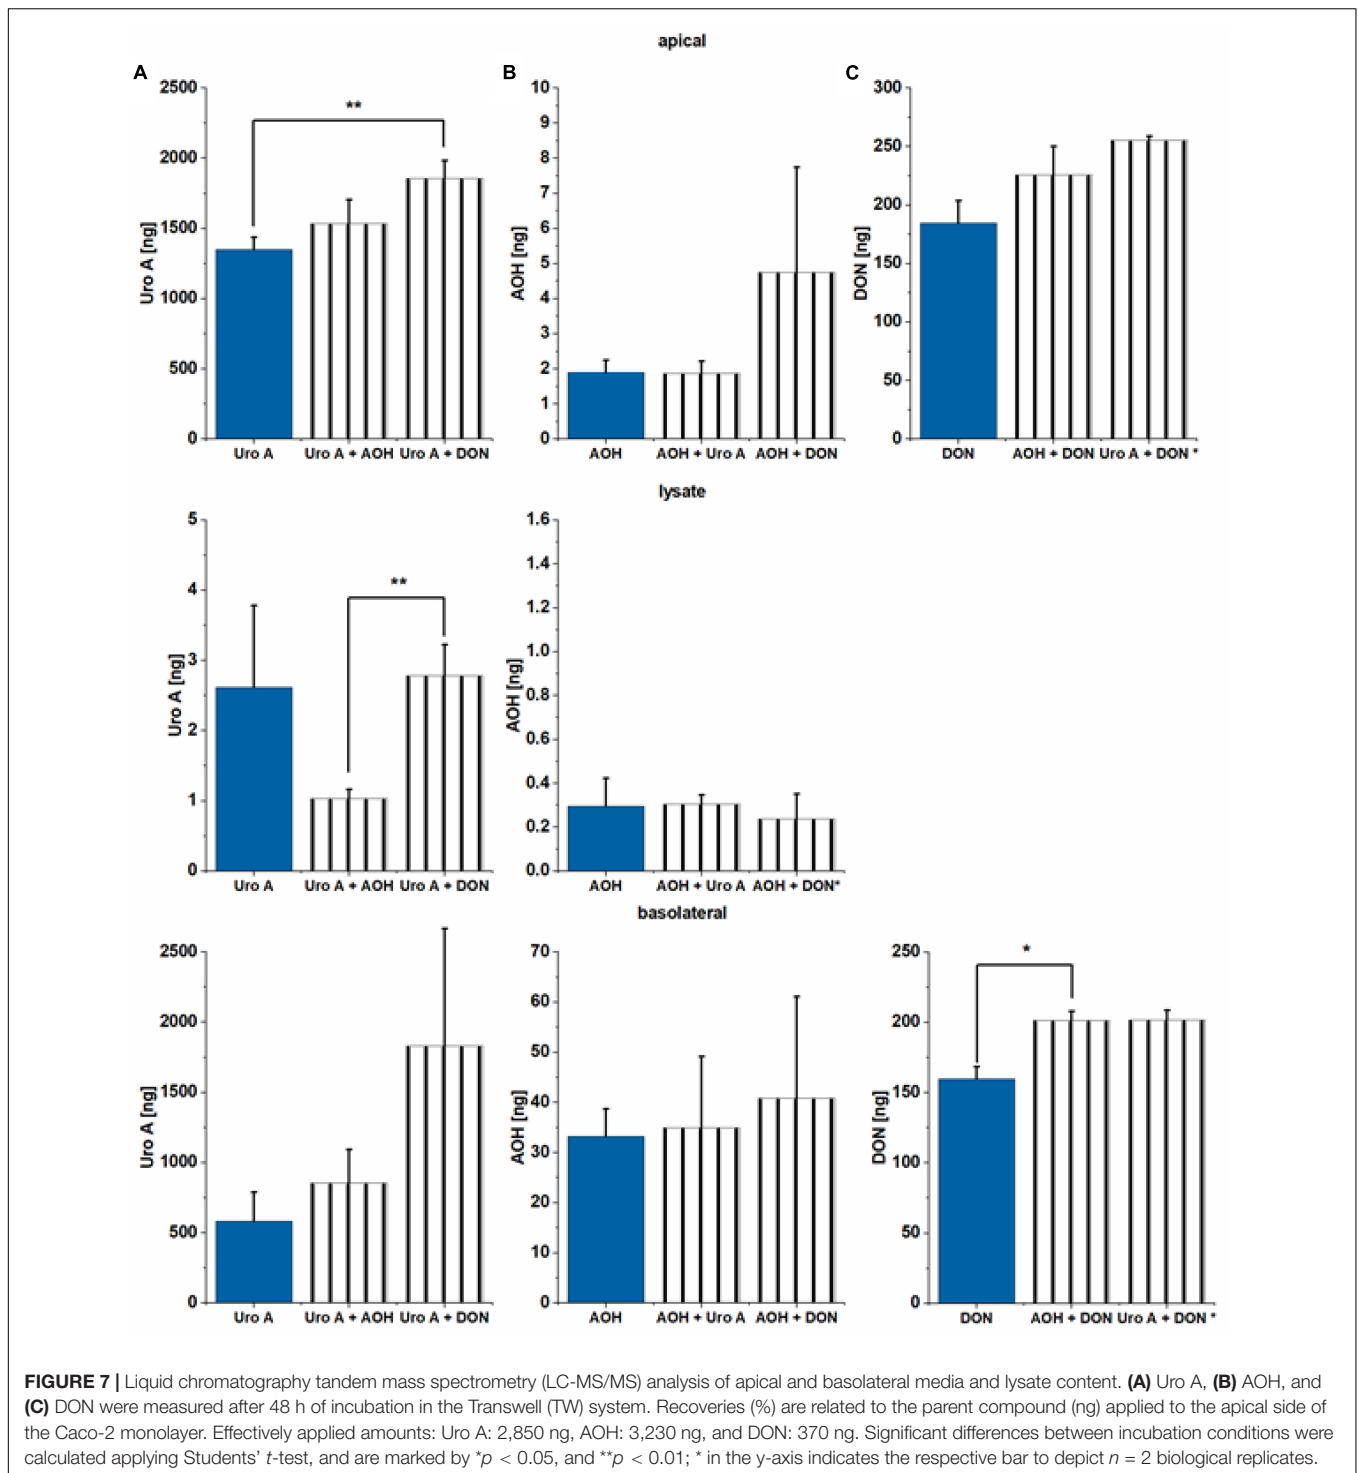 apical
A
B
C
2500
2000
1500
1000
500
0
Uro A [ng]
**
Uro A
Uro A + AOH
Uro A + DON
10
9
8
7
6
5
4
3
2
1
0
AOH [ng]
AOH
AOH + Uro A
AOH + DON
300
250
200
150
100
50
0
DON [ng]
DON
AOH + DON
Uro A + DON *
lysate
5
4
3
2
1
0
Uro A [ng]
**
Uro A
Uro A + AOH
Uro A + DON
1.6
1.4
1.2
1.0
0.8
0.6
0.4
0.2
0.0
AOH [ng]
AOH
AOH + Uro A
AOH + DON*
basolateral
2500
2000
1500
1000
500
0
Uro A [ng]
Uro A
Uro A + AOH
Uro A + DON
70
60
50
40
30
20
10
0
AOH [ng]
AOH
AOH + Uro A
AOH + DON
250
200
150
100
50
0
DON [ng]
*
DON
AOH + DON
Uro A + DON *
FIGURE 7 | Liquid chromatography tandem mass spectrometry (LC-MS/MS) analysis of apical and basolateral media and lysate content. (A) Uro A, (B) AOH, and
(C) DON were measured after 48 h of incubation in the Transwell (TW) system. Recoveries (%) are related to the parent compound (ng) applied to the apical side of
the Caco-2 monolayer. Effectively applied amounts: Uro A: 2,850 ng, AOH: 3,230 ng, and DON: 370 ng. Significant differences between incubation conditions were
calculated applying Students' t-test, and are marked by *p < 0.05, and **p < 0.01; * in the y-axis indicates the respective bar to depict n = 2 biological replicates.